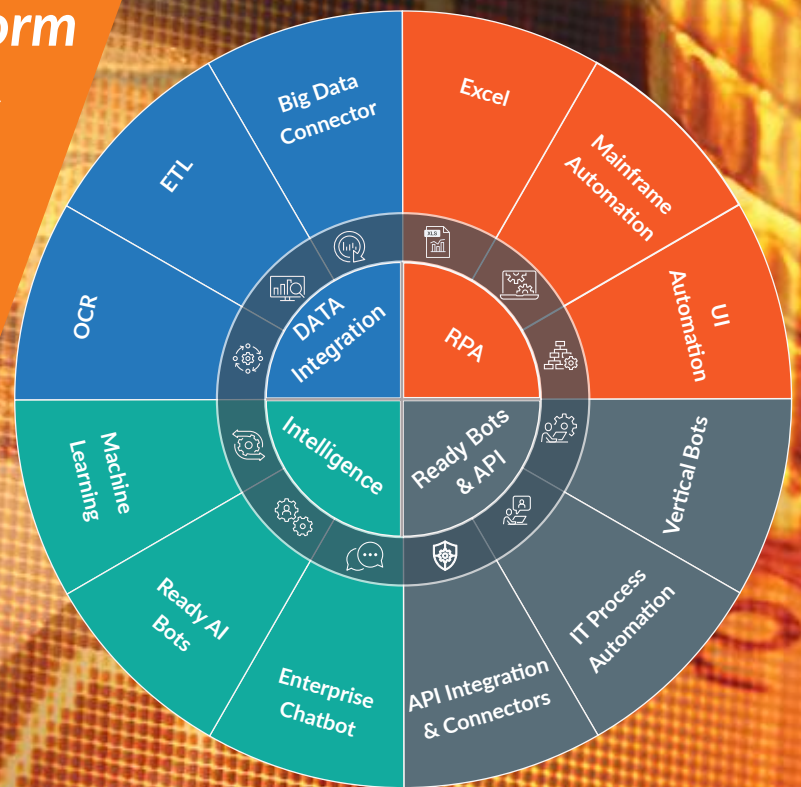 orm
Big Data
Connector
Excel
Mainframe
Automation
UI
Automation
Vertical Bots
IT Process
Automation
API Integration
& Connectors
Enterprise
Chatbot
Ready AI
Bots
Machine
Learning
OCR
ETL
XLS
DATA
Integration
RPA
Ready Bots
& API
Intelligence